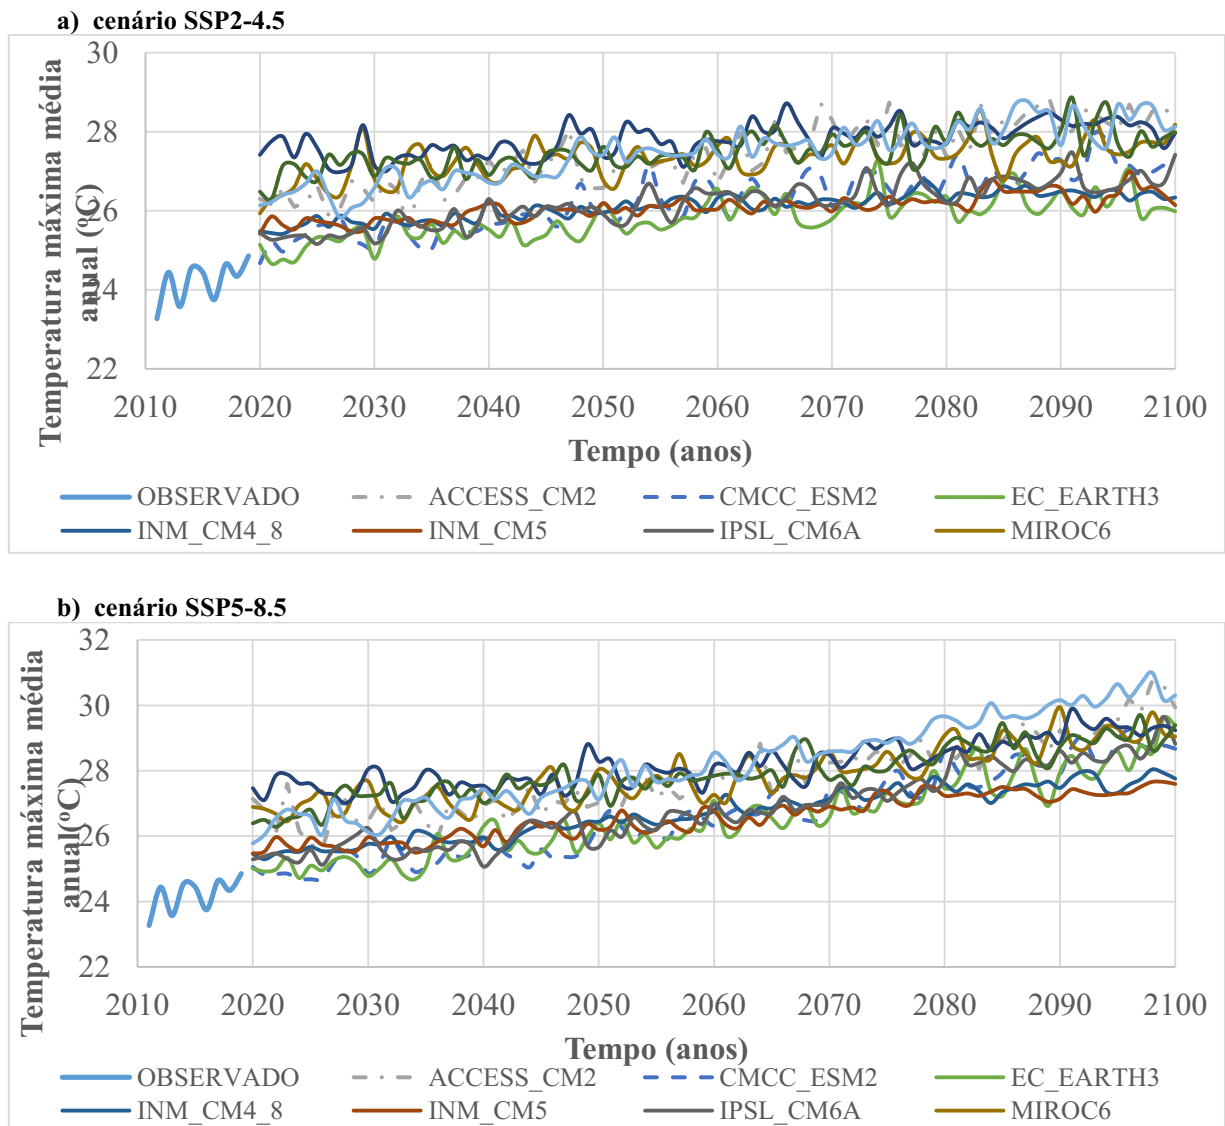 a) cenário SSP2-4.5
Temperatura máxima média
anual (ºC)
30
28
26
24
22
2010 2020 2030 2040 2050 2060 2070 2080 2090 2100
Tempo (anos)
OBSERVADO ACCESS_CM2 CMCC_ESM2 EC_EARTH3
INM_CM4_8 INM_CM5 IPSL_CM6A MIROC6
b) cenário SSP5-8.5
Temperatura máxima média
anual(ºC)
32
30
28
26
24
22
2010 2020 2030 2040 2050 2060 2070 2080 2090 2100
Tempo (anos)
OBSERVADO ACCESS_CM2 CMCC_ESM2 EC_EARTH3
INM_CM4_8 INM_CM5 IPSL_CM6A MIROC6